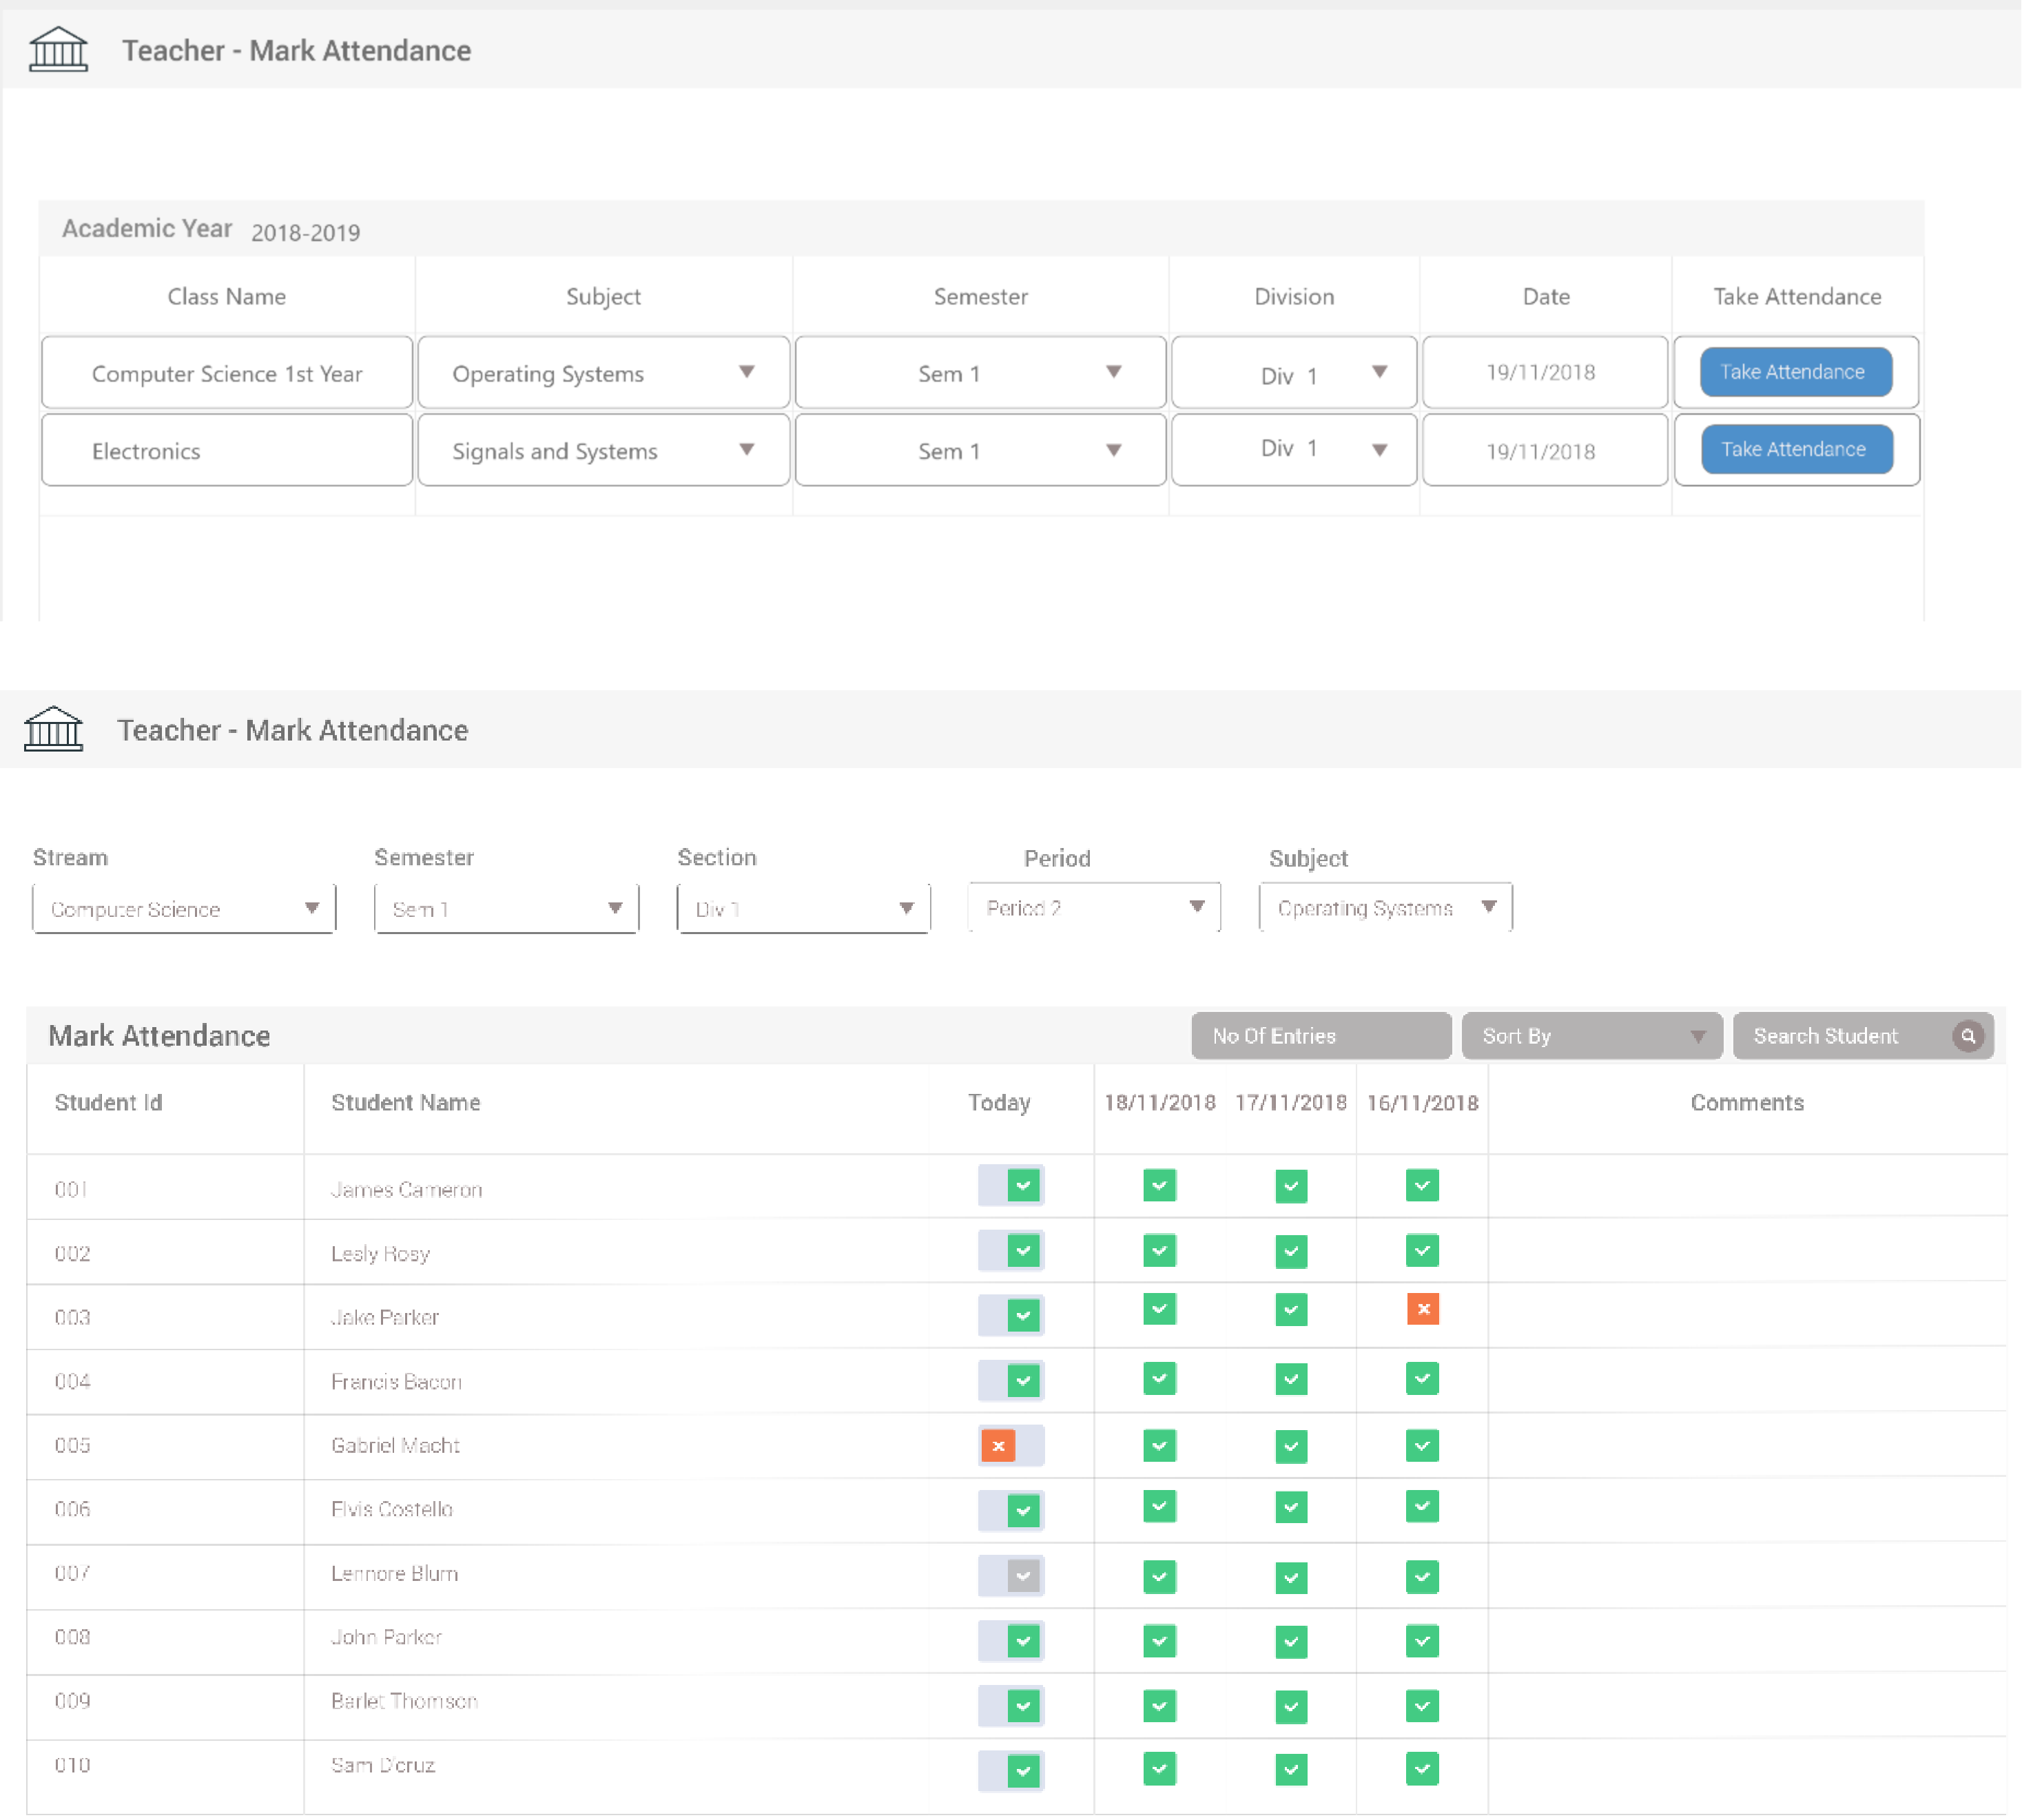 Teacher - Mark Attendance
Academic Year 2018-2019
Class Name Subject Semester Division Date Take Attendance
Computer Science 1st Year Operating Systems Sem 1 Div 1 19/11/2018 Take Attendance
Electronics Signals and Systems Sem 1 Div 1 19/11/2018 Take Attendance
Teacher - Mark Attendance
Stream Semester Section Period Subject
Computer Science Sem 1 Div 1 Period 2 Operating Systems
Mark Attendance No Of Entries Sort By Search Student
Student Id Student Name Today 18/11/2018 17/11/2018 16/11/2018 Comments
001 James Cameron
002 Lesly Rosy
003 Jake Parker
004 Francis Bacon
005 Gabriel Macht
006 Elvis Costello
007 Lennore Blum
008 John Parker
009 Barlet Thomson
010 Sam D'cruz